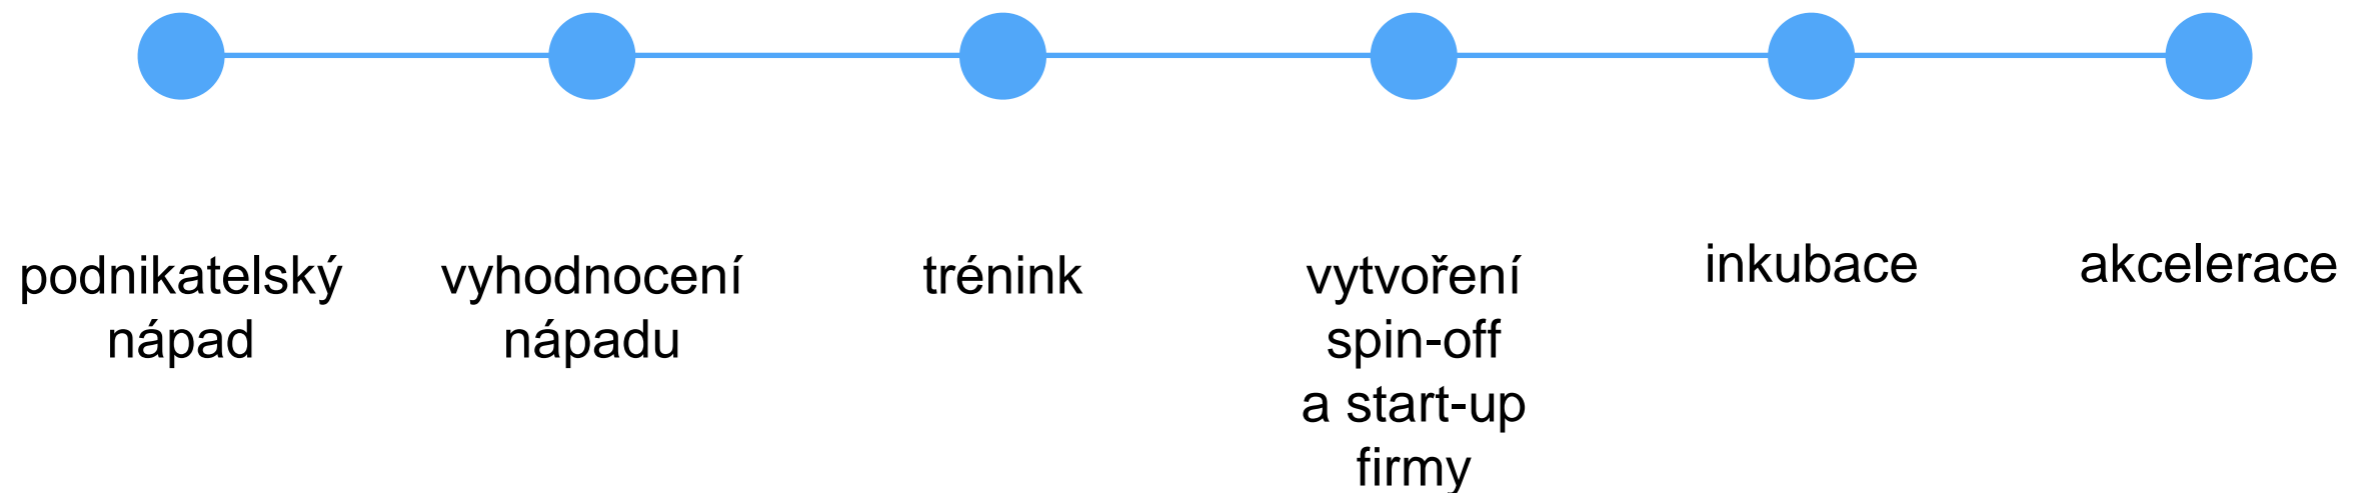 podnikatelský
nápad
vyhodnocení
nápadu
trénink
vytvoření
spin-off
a start-up
firmy
inkubace
akcelerace